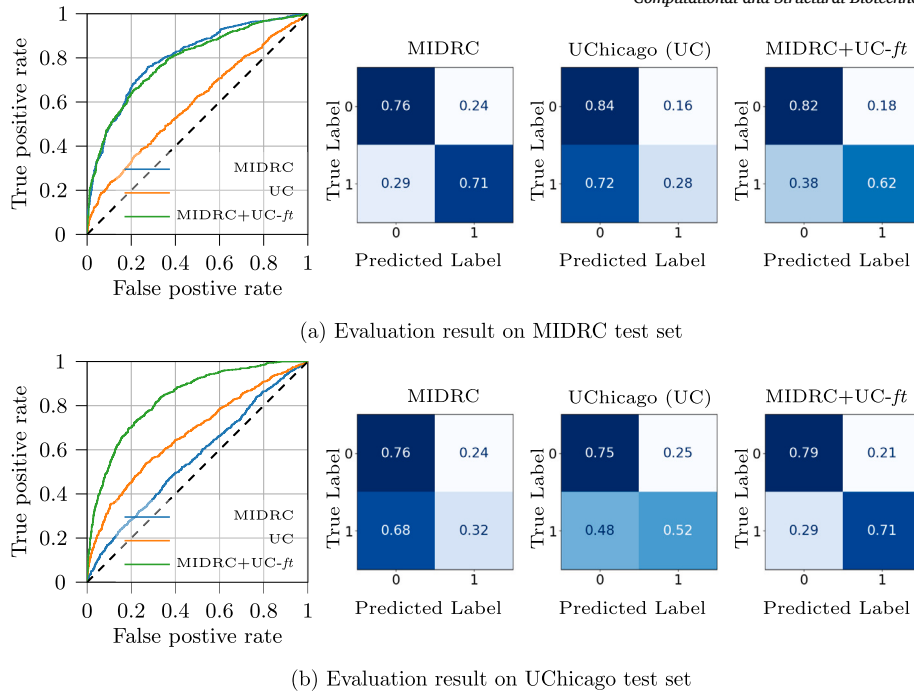 Computational and Structural Biotechno
1
0.8
0.6
0.4
0.2
0
True positive rate
MIDRC
UC
MIDRC+UC-ft
0 0.2 0.4 0.6 0.8 1
False postive rate
MIDRC
True Label
0
1
0.76 0.24
0.29 0.71
0 1
Predicted Label
UChicago (UC)
True Label
0
1
0.84 0.16
0.72 0.28
0 1
Predicted Label
MIDRC+UC-ft
True Label
0
1
0.82 0.18
0.38 0.62
0 1
Predicted Label
(a) Evaluation result on MIDRC test set
1
0.8
0.6
0.4
0.2
0
True positive rate
MIDRC
UC
MIDRC+UC-ft
0 0.2 0.4 0.6 0.8 1
False postive rate
MIDRC
True Label
0
1
0.76 0.24
0.68 0.32
0 1
Predicted Label
UChicago (UC)
True Label
0
1
0.75 0.25
0.48 0.52
0 1
Predicted Label
MIDRC+UC-ft
True Label
0
1
0.79 0.21
0.29 0.71
0 1
Predicted Label
(b) Evaluation result on UChicago test set